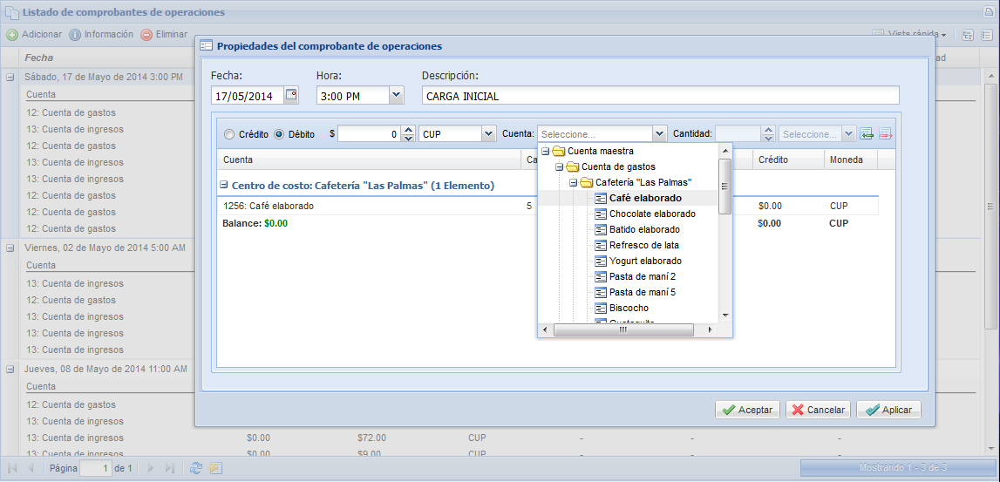 Listado de comprobantes de operaciones
Adicionar Información Eliminar Vista rápida
Fecha ad
Sábado, 17 de Mayo de 2014 3:00 PM
Cuenta
12: Cuenta de gastos
13: Cuenta de ingresos
12: Cuenta de gastos
13: Cuenta de ingresos
12: Cuenta de gastos
12: Cuenta de gastos
13: Cuenta de ingresos
12: Cuenta de gastos
Viernes, 02 de Mayo de 2014 5:00 AM
Cuenta
13: Cuenta de ingresos
12: Cuenta de gastos
13: Cuenta de ingresos
13: Cuenta de ingresos
13: Cuenta de ingresos
Jueves, 08 de Mayo de 2014 11:00 AM
Cuenta
12: Cuenta de gastos
13: Cuenta de ingresos
13: Cuenta de ingresos $0.00 $72.00 CUP - - -
13: Cuenta de ingresos $0.00 $9.00 CUP - - -
Página 1 de 1 Mostrando 1 - 3 de 3
Propiedades del comprobante de operaciones
Fecha: Hora: Descripción:
17/05/2014 3:00 PM CARGA INICIAL
Crédito Débito $ 0 CUP Cuenta: Seleccione... Cantidad: Seleccione...
Cuenta Ca Crédito Moneda
Centro de costo: Cafetería "Las Palmas" (1 Elemento)
1256: Café elaborado 5 $0.00 CUP
Balance: $0.00 $0.00 CUP
Cuenta maestra
Cuenta de gastos
Cafetería "Las Palmas"
Café elaborado
Chocolate elaborado
Batido elaborado
Refresco de lata
Yogurt elaborado
Pasta de maní 2
Pasta de maní 5
Biscocho
Aceptar Cancelar Aplicar